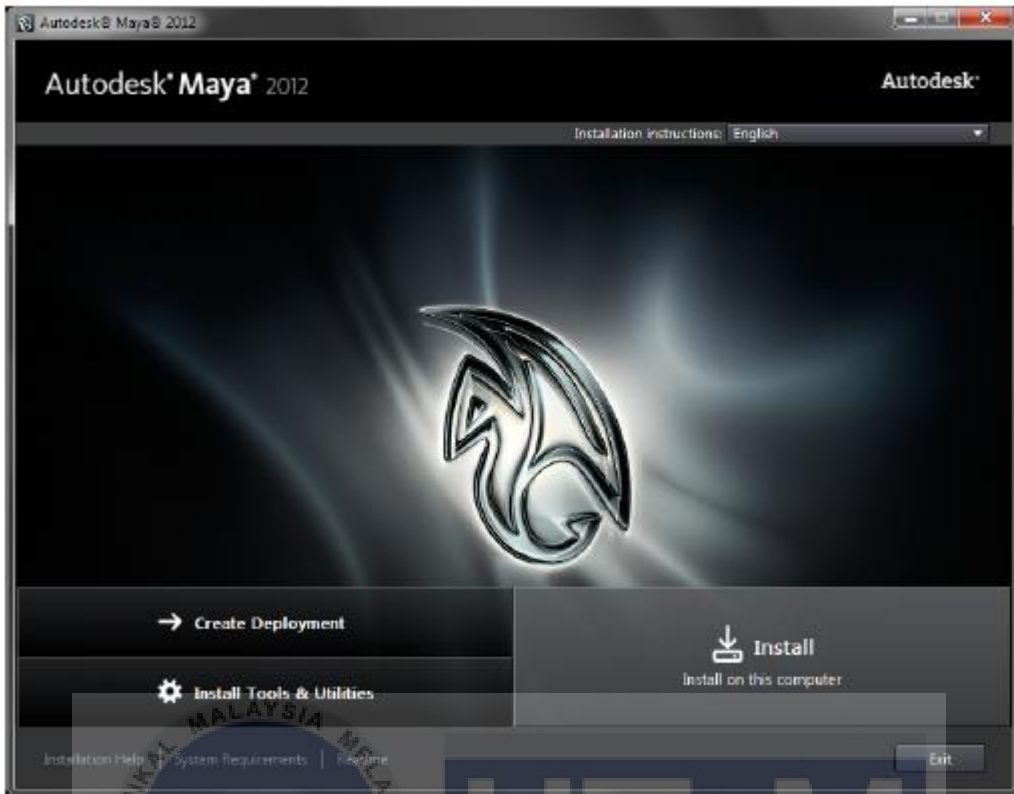 Autodesk® Maya® 2012
Autodesk® Maya® 2012
Autodesk®
Installation instructions: English
Create Deployment
Install Tools & Utilities
Install
Install on this computer
Installation Help | System Requirements | Readme
Exit
MALAYSIA